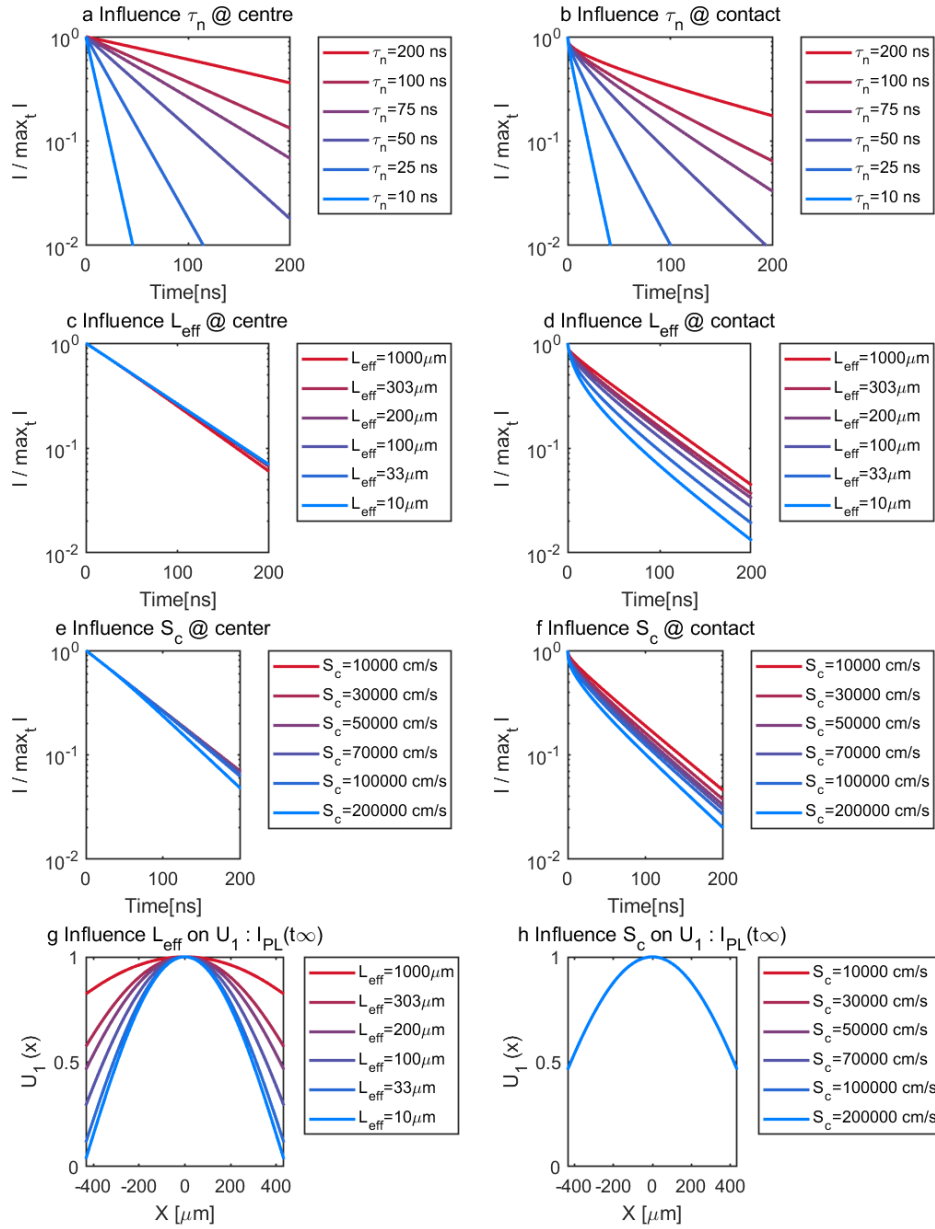 a Influence τn @ centre
10^0
10^-1
10^-2
I / maxt I
0 100 200
Time[ns]
τn=200 ns
τn=100 ns
τn=75 ns
τn=50 ns
τn=25 ns
τn=10 ns
b Influence τn @ contact
10^0
10^-1
10^-2
I / maxt I
0 100 200
Time[ns]
τn=200 ns
τn=100 ns
τn=75 ns
τn=50 ns
τn=25 ns
τn=10 ns
c Influence Leff @ centre
10^0
10^-1
10^-2
I / maxt I
0 100 200
Time[ns]
Leff=1000μm
Leff=303μm
Leff=200μm
Leff=100μm
Leff=33μm
Leff=10μm
d Influence Leff @ contact
10^0
10^-1
10^-2
I / maxt I
0 100 200
Time[ns]
Leff=1000μm
Leff=303μm
Leff=200μm
Leff=100μm
Leff=33μm
Leff=10μm
e Influence Sc @ center
10^0
10^-1
10^-2
I / maxt I
0 100 200
Time[ns]
Sc=10000 cm/s
Sc=30000 cm/s
Sc=50000 cm/s
Sc=70000 cm/s
Sc=100000 cm/s
Sc=200000 cm/s
f Influence Sc @ contact
10^0
10^-1
10^-2
I / maxt I
0 100 200
Time[ns]
Sc=10000 cm/s
Sc=30000 cm/s
Sc=50000 cm/s
Sc=70000 cm/s
Sc=100000 cm/s
Sc=200000 cm/s
g Influence Leff on U1 : IPL(t∞)
1
0.5
0
U1(x)
-400 -200 0 200 400
X [μm]
Leff=1000μm
Leff=303μm
Leff=200μm
Leff=100μm
Leff=33μm
Leff=10μm
h Influence Sc on U1 : IPL(t∞)
1
0.5
0
U1(x)
-400 -200 0 200 400
X [μm]
Sc=10000 cm/s
Sc=30000 cm/s
Sc=50000 cm/s
Sc=70000 cm/s
Sc=100000 cm/s
Sc=200000 cm/s